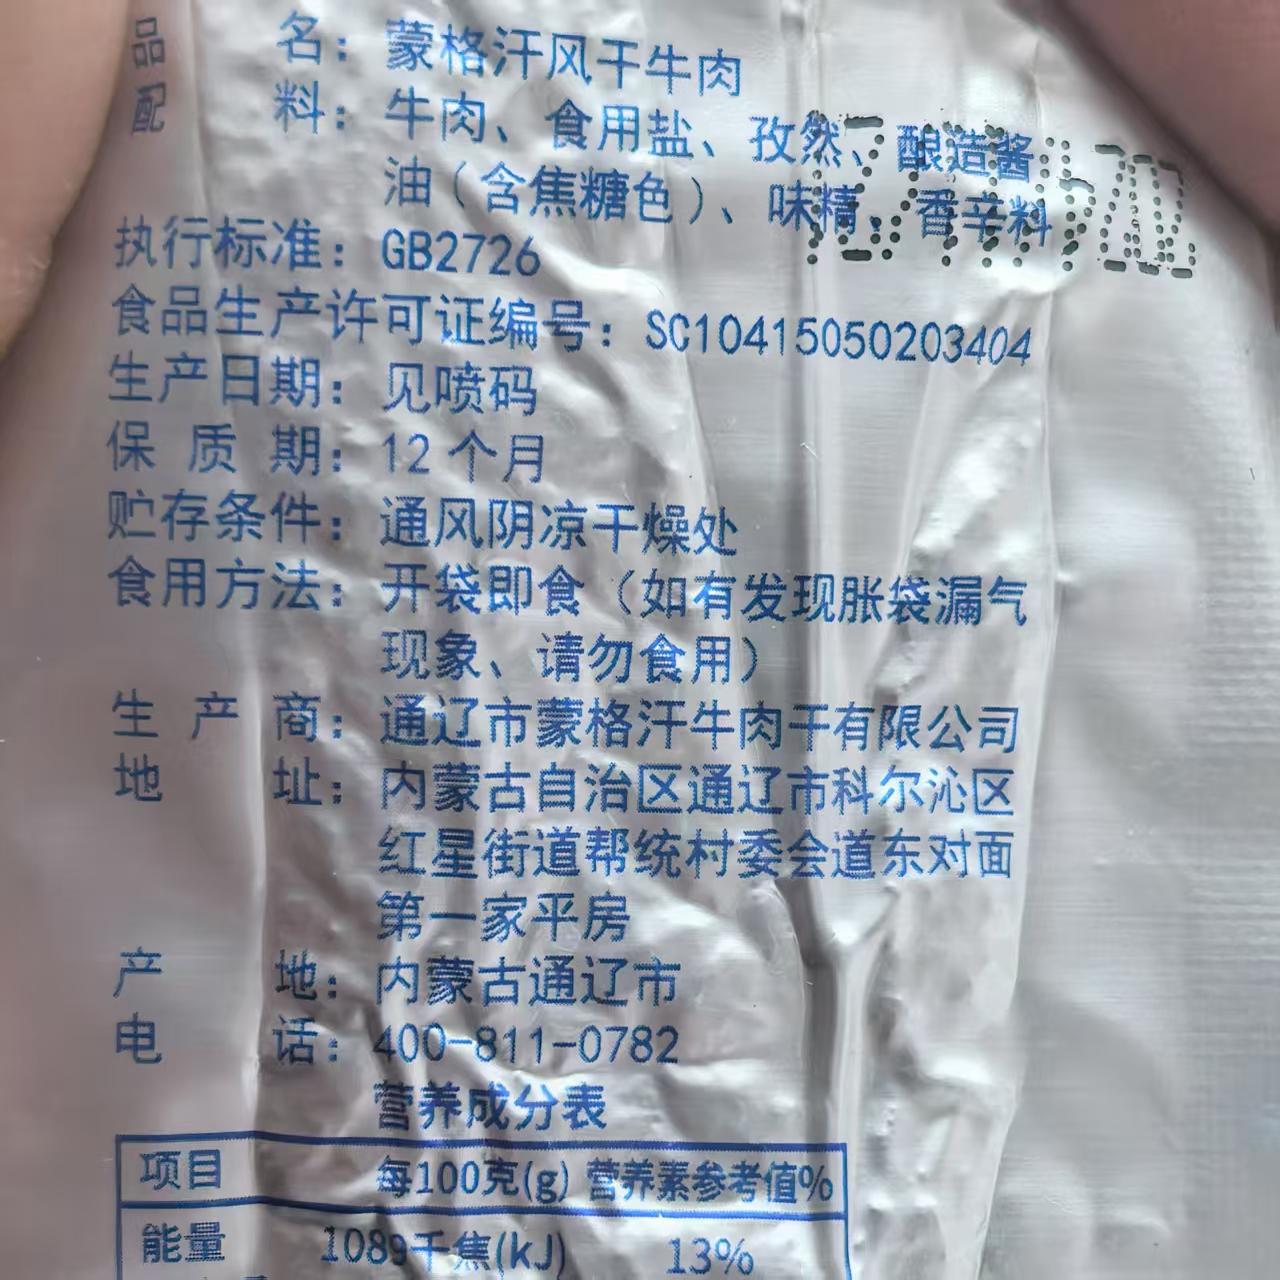 品名：蒙格汗风干牛肉
配料：牛肉、食用盐、孜然、酿造酱
油（含焦糖色）、味精、香辛料
执行标准：GB2726
食品生产许可证编号：SC10415050203404
生产日期：见喷码
保质期：12个月
贮存条件：通风阴凉干燥处
食用方法：开袋即食（如有发现胀袋漏气
现象、请勿食用）
生产商：通辽市蒙格汗牛肉干有限公司
地址：内蒙古自治区通辽市科尔沁区
红星街道帮统村委会道东对面
第一家平房
产地：内蒙古通辽市
电话：400-811-0782
营养成分表
项目 每100克(g) 营养素参考值%
能量 1089千焦(kJ) 13%